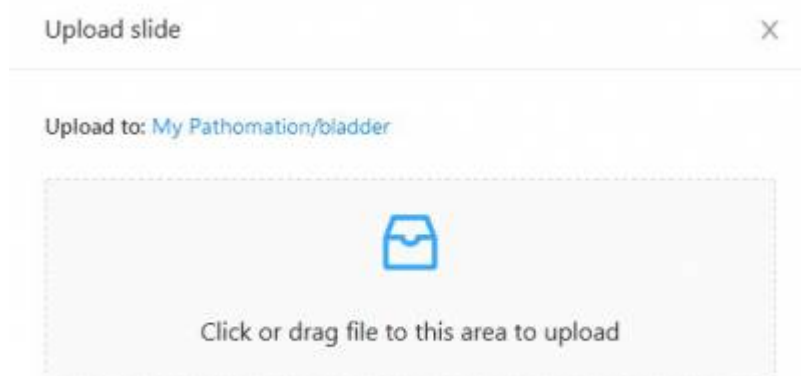 Upload slide
Upload to: My Pathomation/bladder
Click or drag file to this area to upload